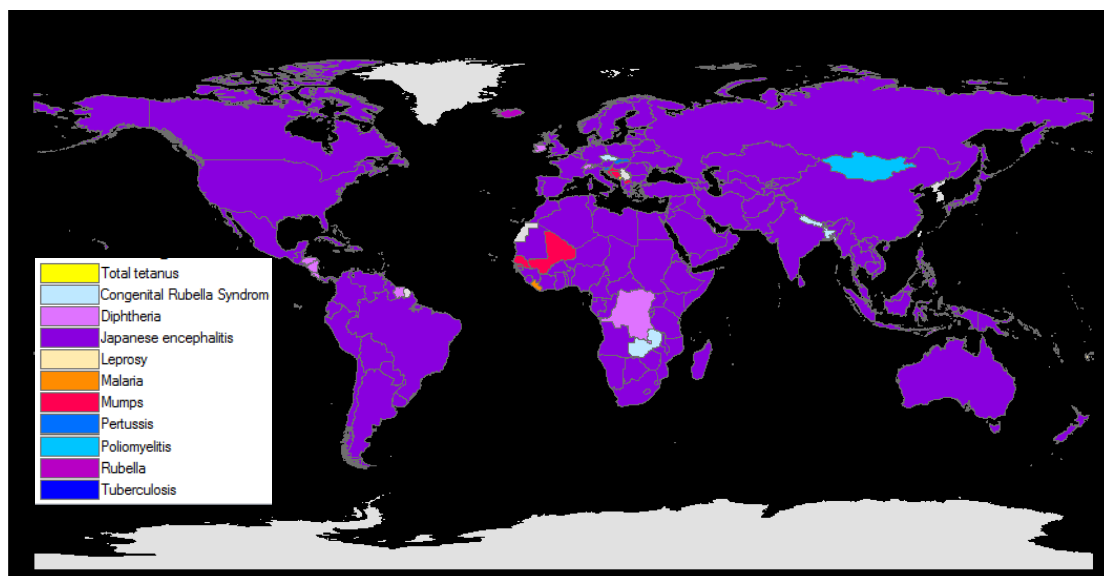 Total tetanus
Congenital Rubella Syndrom
Diphtheria
Japanese encephalitis
Leprosy
Malaria
Mumps
Pertussis
Poliomyelitis
Rubella
Tuberculosis